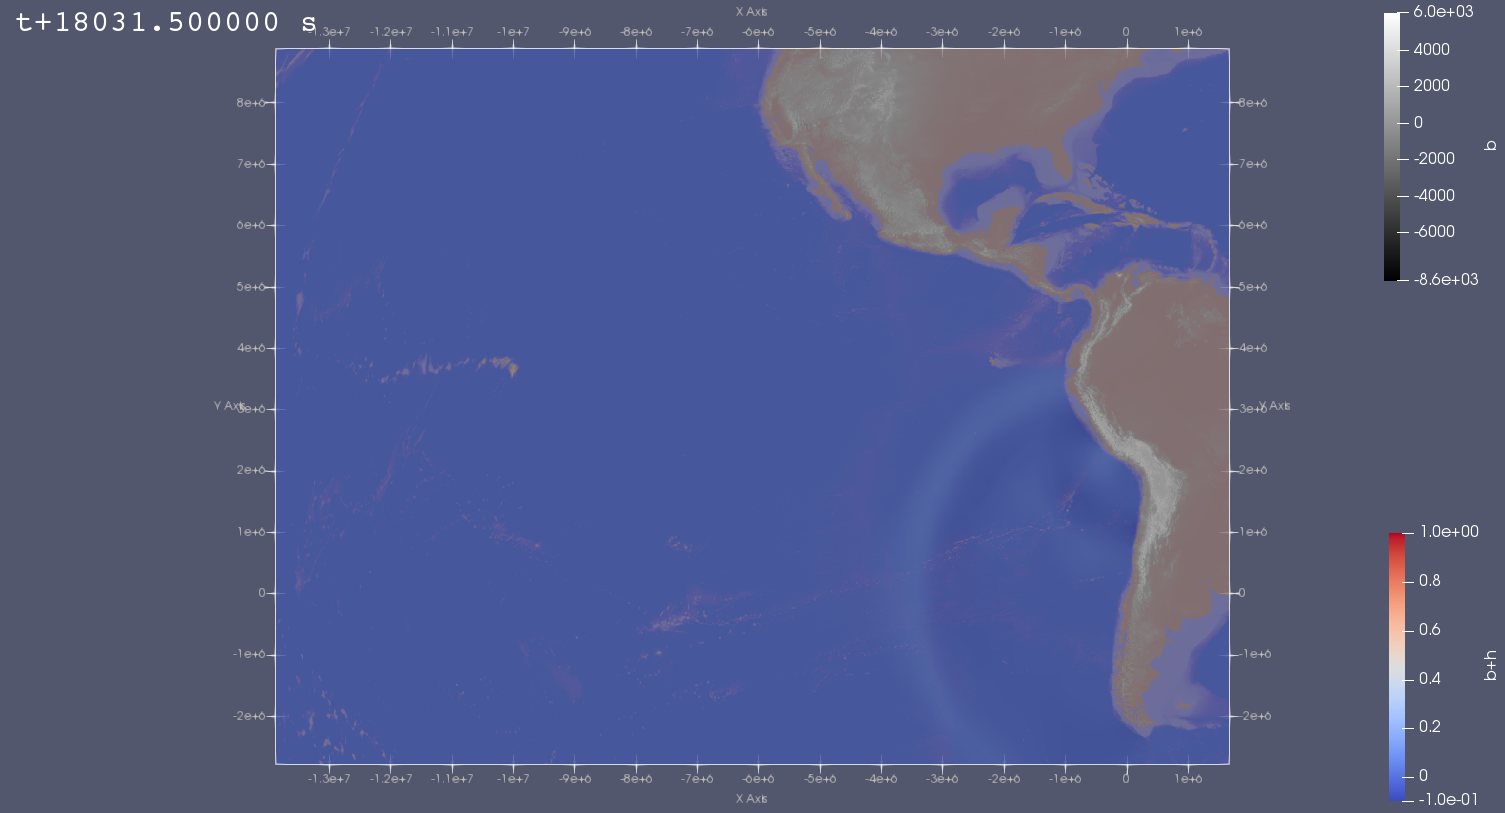 t+18031.500000 s
X Axis
-1.3e+7 -1.2e+7 -1.1e+7 -1e+7 -9e+6 -8e+6 -7e+6 -6e+6 -5e+6 -4e+6 -3e+6 -2e+6 -1e+6 0 1e+6
8e+6 8e+6
7e+6 7e+6
6e+6 6e+6
5e+6 5e+6
4e+6 4e+6
Y Axis 3e+6 3e+6 Y Axis
2e+6 2e+6
1e+6 1e+6
0 0
-1e+6 -1e+6
-2e+6 -2e+6
-1.3e+7 -1.2e+7 -1.1e+7 -1e+7 -9e+6 -8e+6 -7e+6 -6e+6 -5e+6 -4e+6 -3e+6 -2e+6 -1e+6 0 1e+6
X Axis
6.0e+03
4000
2000
0
-2000
-4000
-6000
-8.6e+03
b
1.0e+00
0.8
0.6
0.4
0.2
0
-1.0e-01
b+h